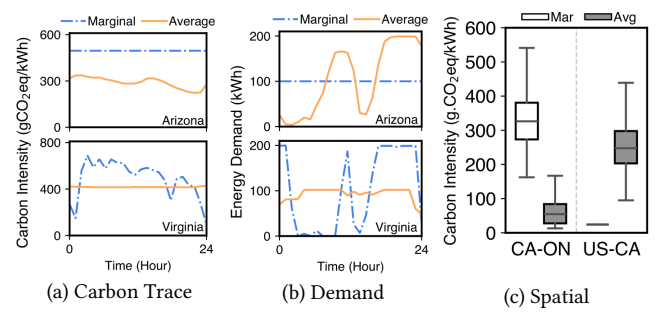 Marginal Average
Carbon Intensity (gCO₂eq/kWh)
600
300
0
Arizona
800
400
0
Virginia
0 24
Time (Hour)
(a) Carbon Trace
Marginal Average
Energy Demand (kWh)
200
100
0
Arizona
200
100
0
Virginia
0 24
Time (Hour)
(b) Demand
Mar Avg
Carbon Intensity (g.CO2eq/kWh)
600
500
400
300
200
100
0
CA-ON US-CA
(c) Spatial